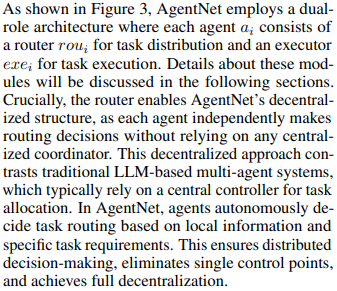 As shown in Figure 3, AgentNet employs a dual-
role architecture where each agent a_i consists of
a router rou_i for task distribution and an executor
exe_i for task execution. Details about these mod-
ules will be discussed in the following sections.
Crucially, the router enables AgentNet's decentral-
ized structure, as each agent independently makes
routing decisions without relying on any central-
ized coordinator. This decentralized approach con-
trasts traditional LLM-based multi-agent systems,
which typically rely on a central controller for task
allocation. In AgentNet, agents autonomously de-
cide task routing based on local information and
specific task requirements. This ensures distributed
decision-making, eliminates single control points,
and achieves full decentralization.